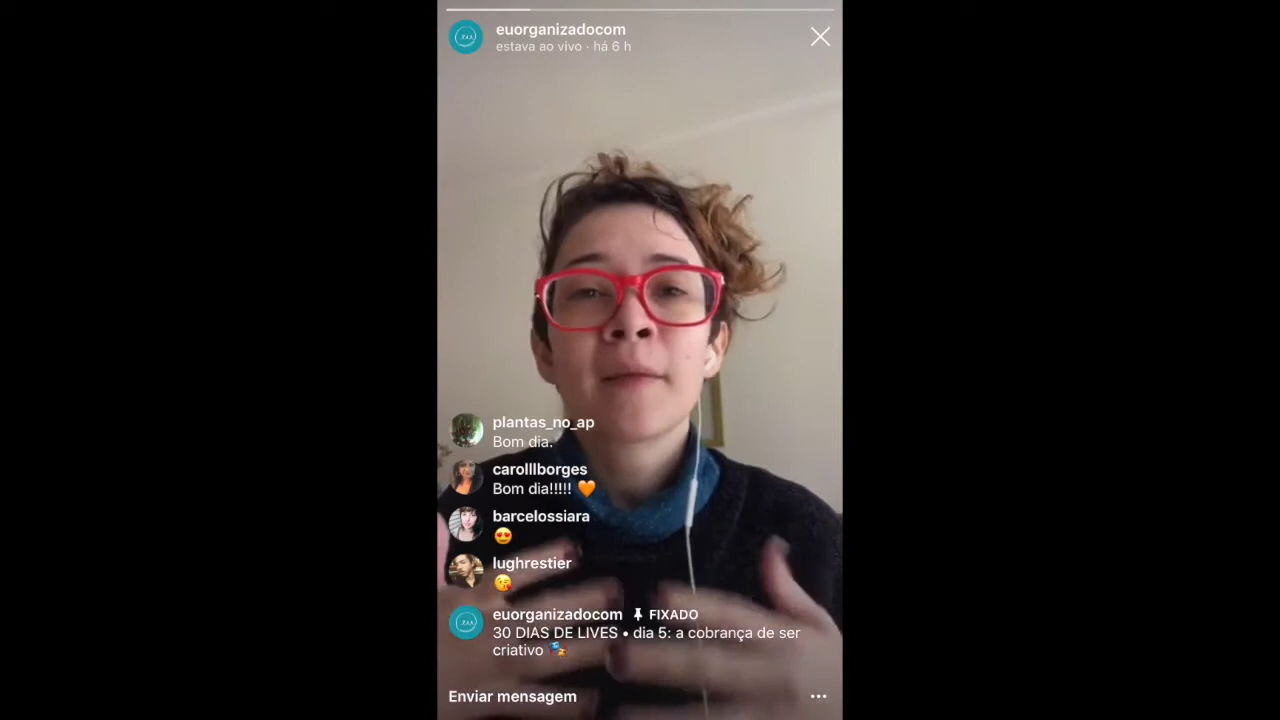 euorganizadocom
estava ao vivo · há 6 h
plantas_no_ap
Bom dia.
carolllborges
Bom dia!!!!! 🧡
barcelossiara
😍
lughrestier
😘
euorganizadocom FIXADO
30 DIAS DE LIVES • dia 5: a cobrança de ser
criativo 🎭
Enviar mensagem